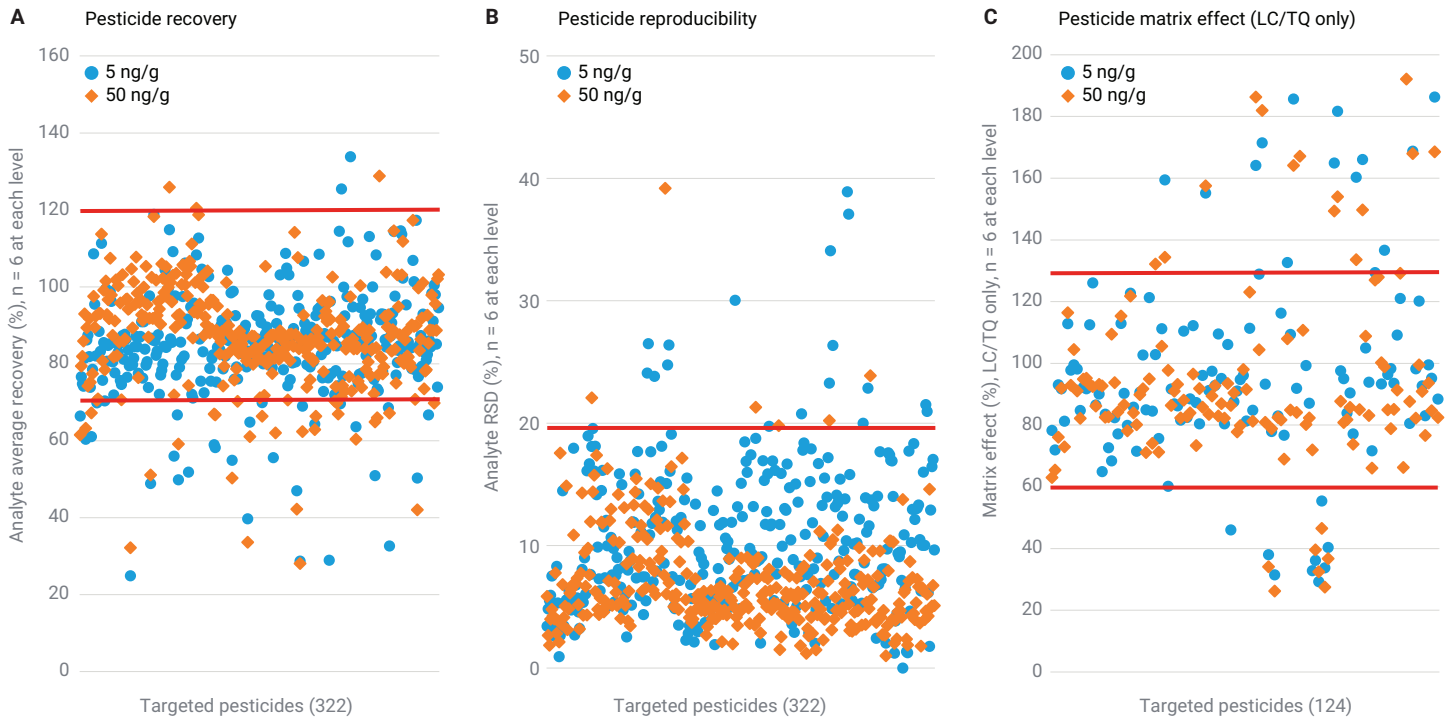 A Pesticide recovery
Analyte average recovery (%), n = 6 at each level
160
140
120
100
80
60
40
20
0
5 ng/g
50 ng/g
Targeted pesticides (322)
B Pesticide reproducibility
Analyte RSD (%), n = 6 at each level
50
40
30
20
10
0
5 ng/g
50 ng/g
Targeted pesticides (322)
C Pesticide matrix effect (LC/TQ only)
Matrix effect (%), LC/TQ only, n = 6 at each level
200
180
160
140
120
100
80
60
40
20
0
5 ng/g
50 ng/g
Targeted pesticides (124)